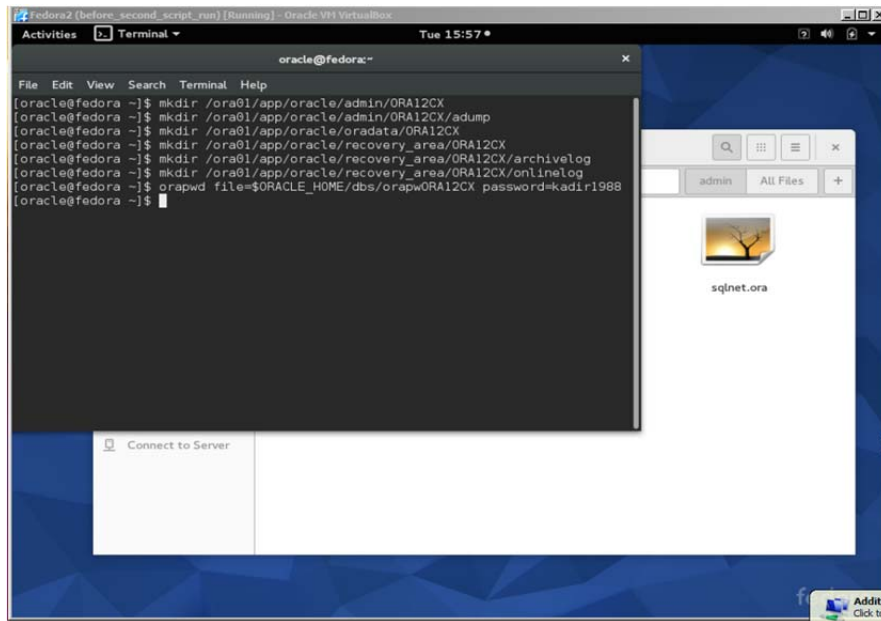 Fedora2 (before_second_script_run) [Running] - Oracle VM VirtualBox
Activities Terminal Tue 15:57
oracle@fedora:~
File Edit View Search Terminal Help
[oracle@fedora ~]$ mkdir /ora01/app/oracle/admin/ORA12CX
[oracle@fedora ~]$ mkdir /ora01/app/oracle/admin/ORA12CX/adump
[oracle@fedora ~]$ mkdir /ora01/app/oracle/oradata/ORA12CX
[oracle@fedora ~]$ mkdir /ora01/app/oracle/recovery_area/ORA12CX
[oracle@fedora ~]$ mkdir /ora01/app/oracle/recovery_area/ORA12CX/archivelog
[oracle@fedora ~]$ mkdir /ora01/app/oracle/recovery_area/ORA12CX/onlinelog
[oracle@fedora ~]$ orapwd file=$ORACLE_HOME/dbs/orapwORA12CX password=kadir1988
[oracle@fedora ~]$
admin All Files
sqlnet.ora
Connect to Server
Addit
Click to